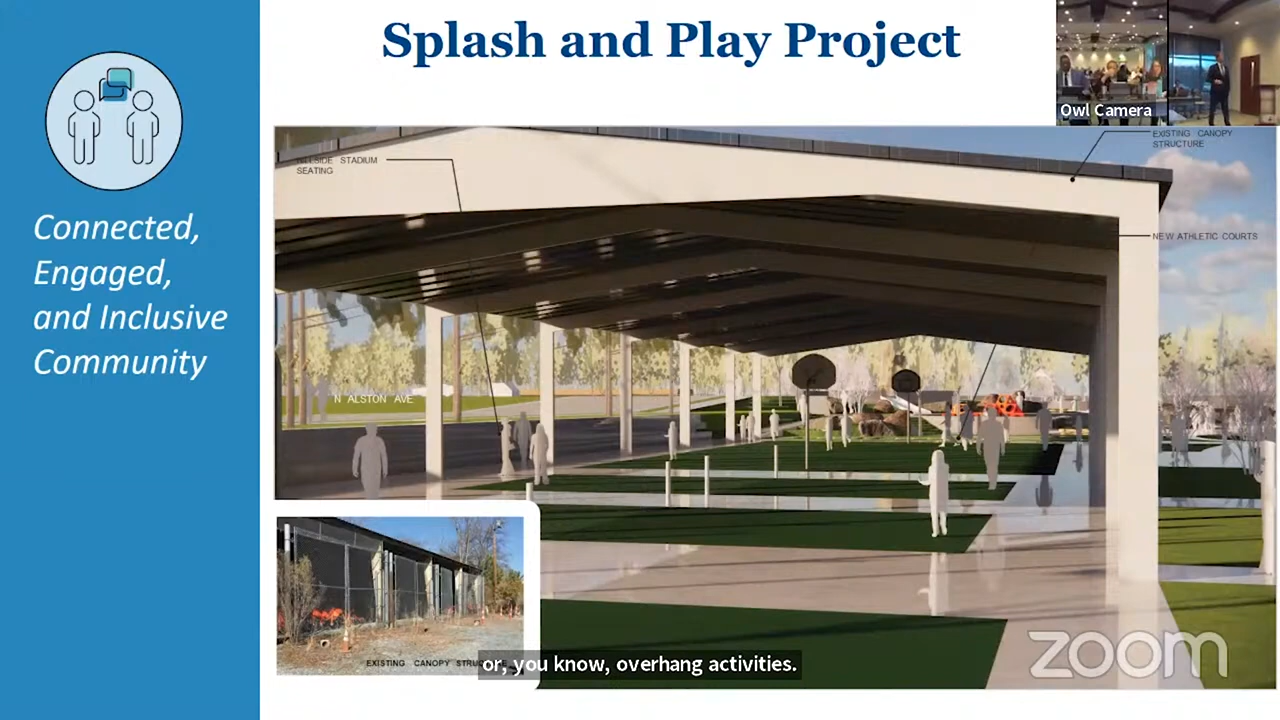 Splash and Play Project
Owl Camera
Connected,
Engaged,
and Inclusive
Community
SIDE STADIUM
SEATING
EXISTING CANOPY
STRUCTURE
NEW ATHLETIC COURTS
N ALSTON AVE
EXISTING CANOPY
or, you know, overhang activities.
zoom